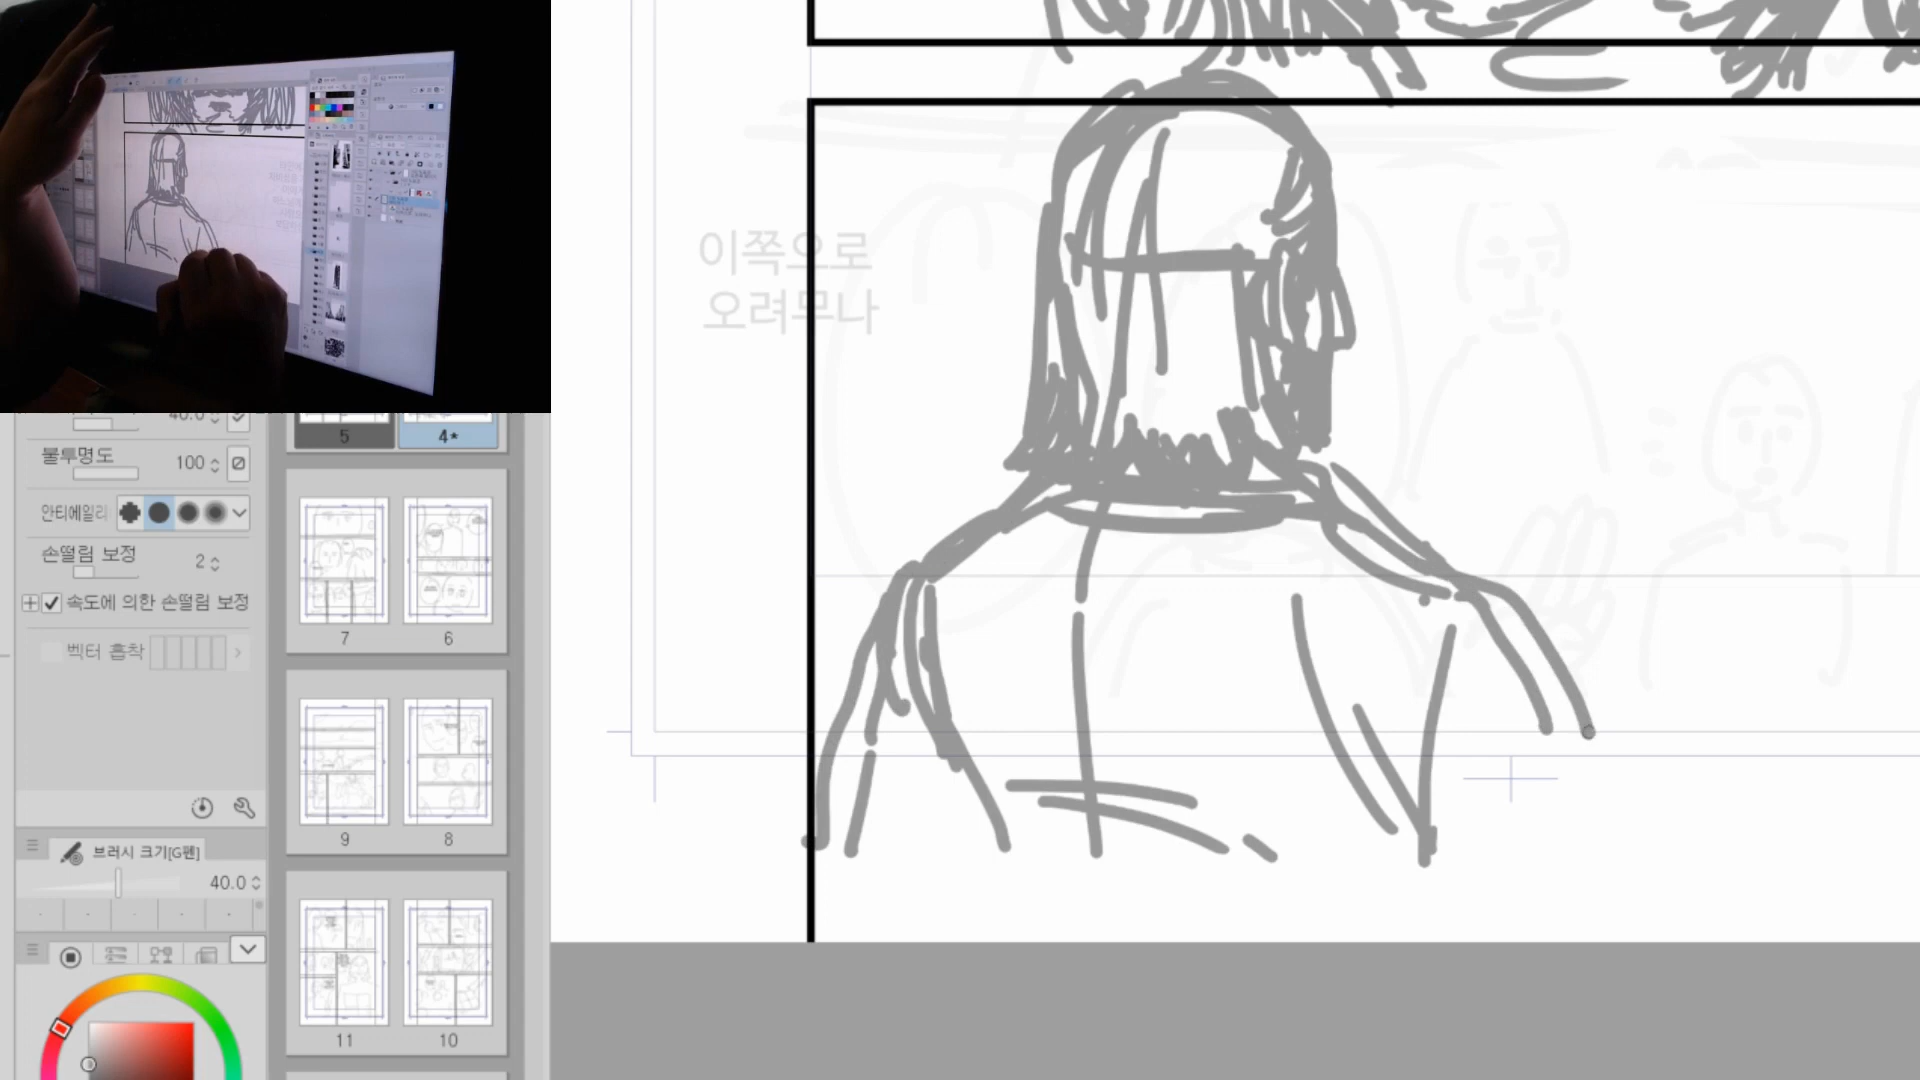 이쪽으로
오려무나
40.0
5
4*
불투명도
100
안티에일리
손떨림 보정
2
속도에 의한 손떨림 보정
벡터 흡착
7
6
9
8
브러시 크기[G펜]
40.0
11
10